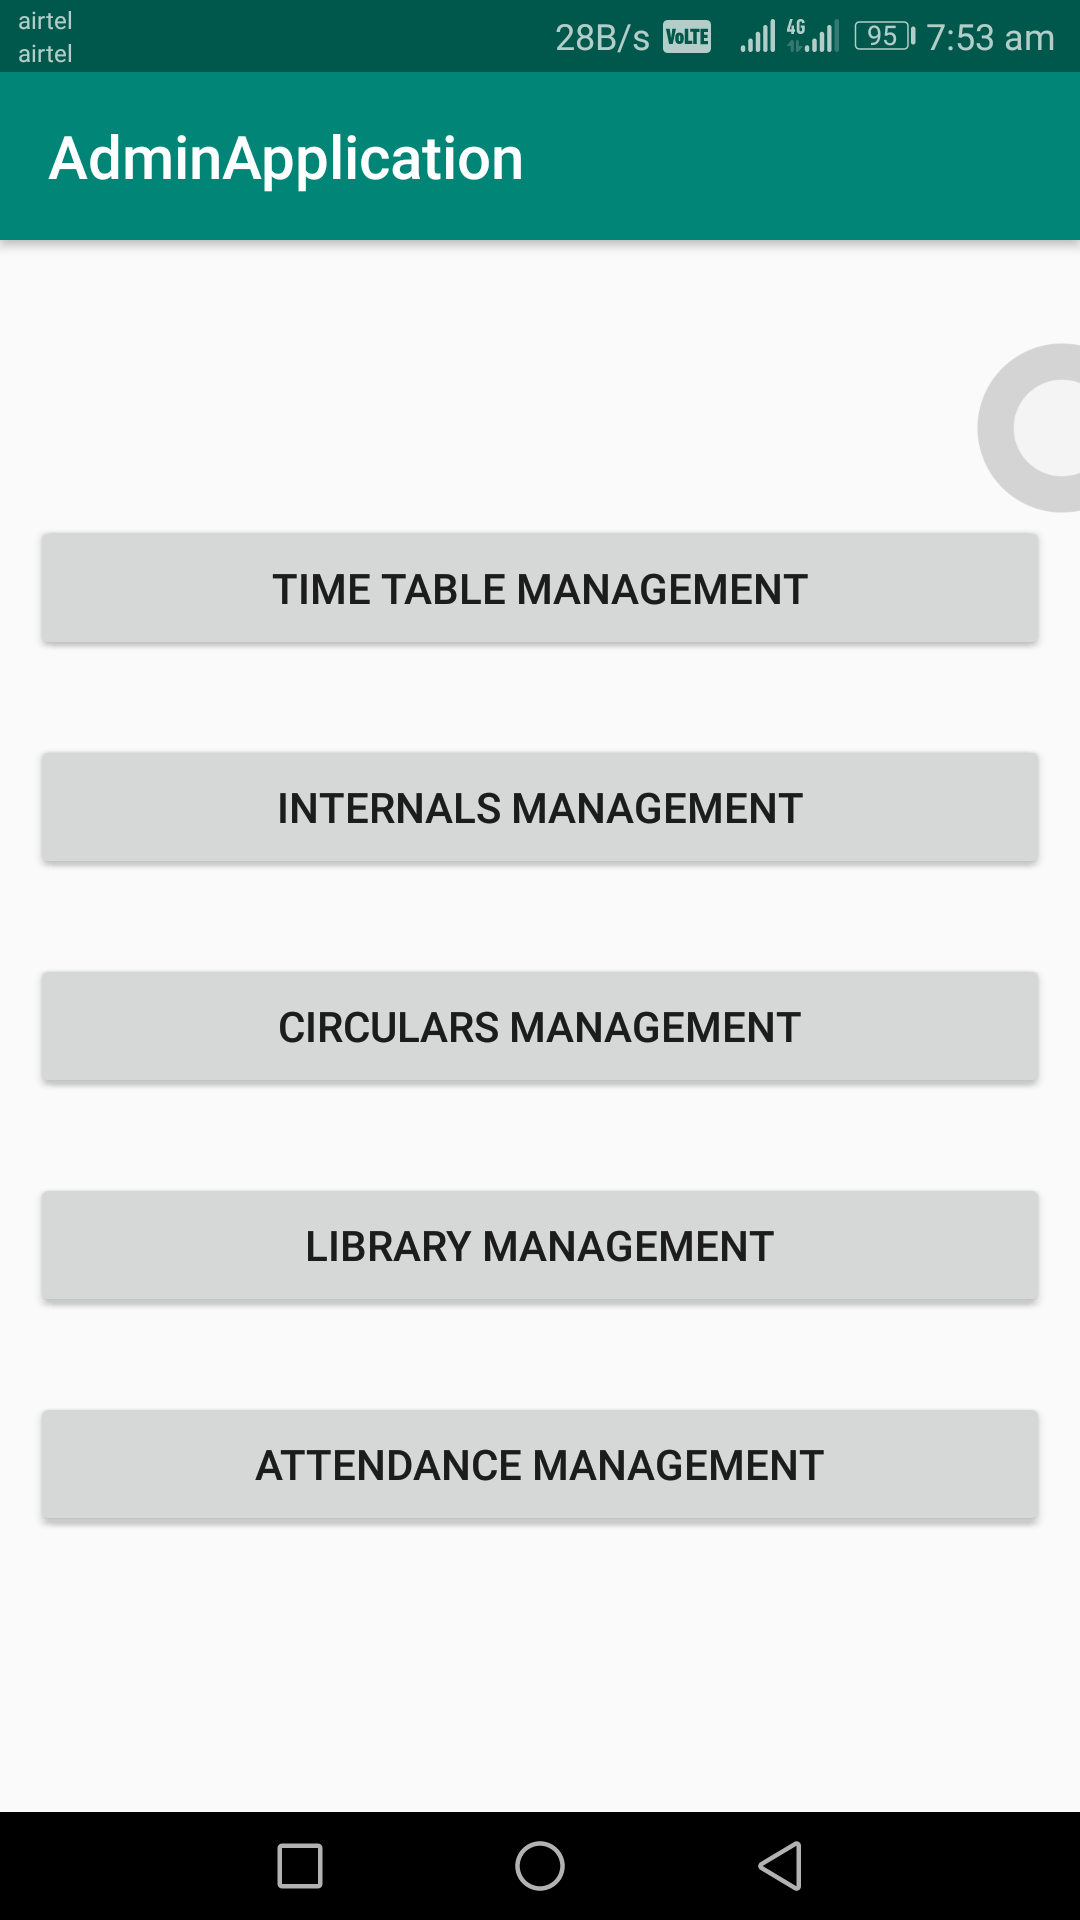 airtel
airtel
28B/s VoLTE 4G 95 7:53 am
AdminApplication
TIME TABLE MANAGEMENT
INTERNALS MANAGEMENT
CIRCULARS MANAGEMENT
LIBRARY MANAGEMENT
ATTENDANCE MANAGEMENT